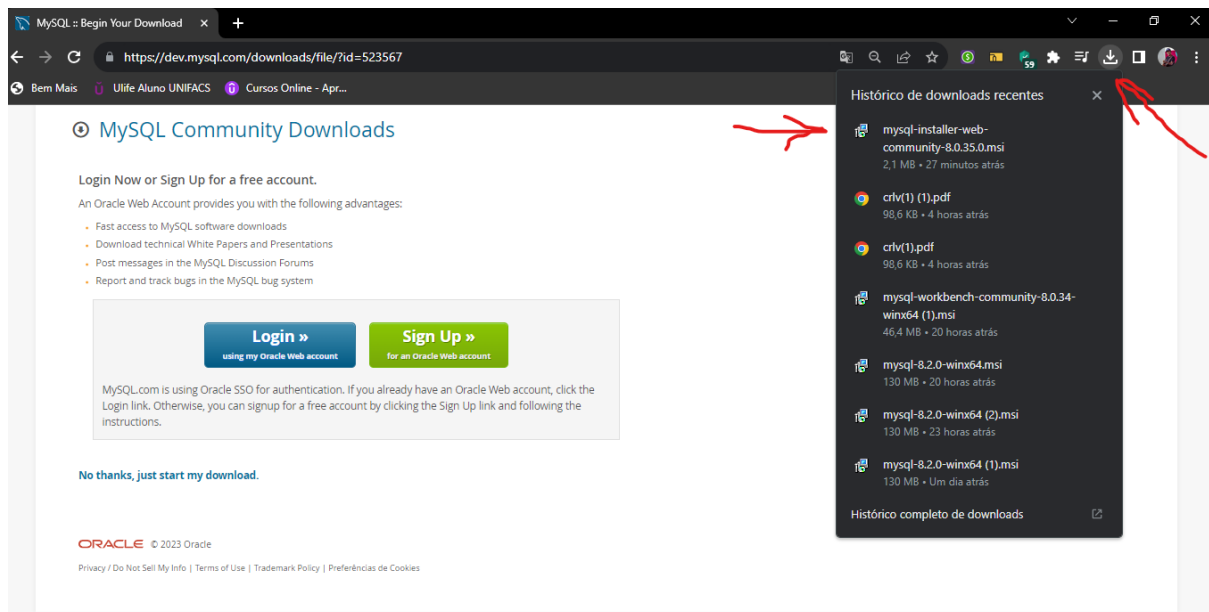 MySQL :: Begin Your Download
https://dev.mysql.com/downloads/file/?id=523567
59
Bem Mais
Ulife Aluno UNIFACS
Cursos Online - Apr...
MySQL Community Downloads
Login Now or Sign Up for a free account.
An Oracle Web Account provides you with the following advantages:
Fast access to MySQL software downloads
Download technical White Papers and Presentations
Post messages in the MySQL Discussion Forums
Report and track bugs in the MySQL bug system
Login »
using my Oracle Web account
Sign Up »
for an Oracle Web account
MySQL.com is using Oracle SSO for authentication. If you already have an Oracle Web account, click the
Login link. Otherwise, you can signup for a free account by clicking the Sign Up link and following the
instructions.
No thanks, just start my download.
ORACLE © 2023 Oracle
Privacy / Do Not Sell My Info | Terms of Use | Trademark Policy | Preferências de Cookies
Histórico de downloads recentes
mysql-installer-web-
community-8.0.35.0.msi
2,1 MB • 27 minutos atrás
crlv(1) (1).pdf
98,6 KB • 4 horas atrás
crlv(1).pdf
98,6 KB • 4 horas atrás
mysql-workbench-community-8.0.34-
winx64 (1).msi
46,4 MB • 20 horas atrás
mysql-8.2.0-winx64.msi
130 MB • 20 horas atrás
mysql-8.2.0-winx64 (2).msi
130 MB • 23 horas atrás
mysql-8.2.0-winx64 (1).msi
130 MB • Um dia atrás
Histórico completo de downloads